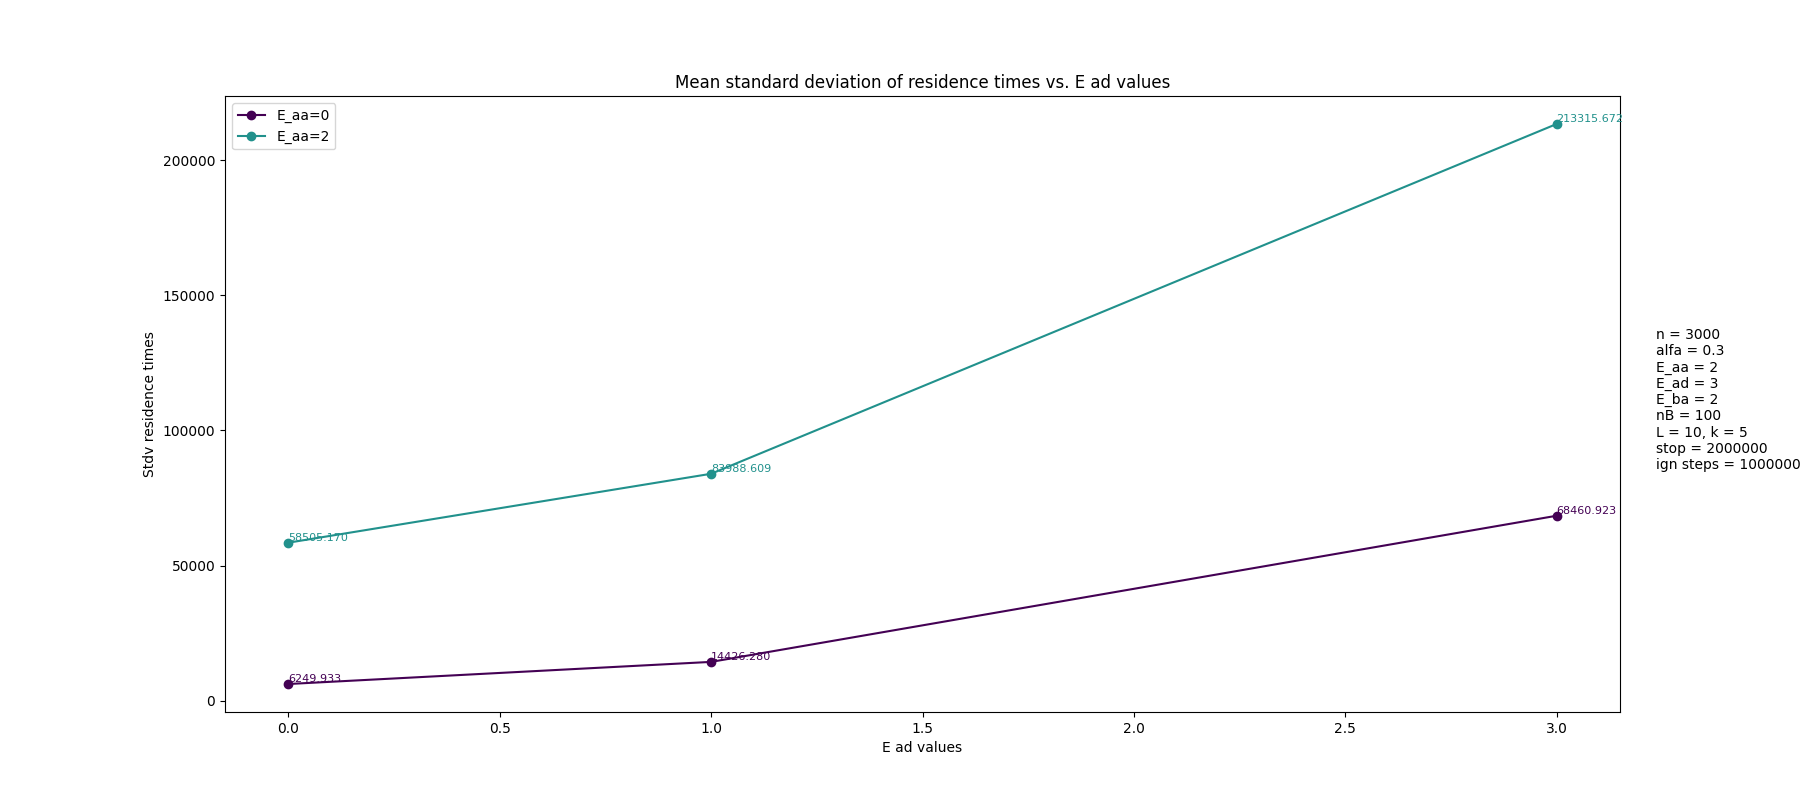 Mean standard deviation of residence times vs. E ad values
E_aa=0
E_aa=2
213315.672
83988.609
58505.170
68460.923
14426.280
6249.933
200000
150000
100000
50000
0
Stdv residence times
0.0 0.5 1.0 1.5 2.0 2.5 3.0
E ad values
n = 3000
alfa = 0.3
E_aa = 2
E_ad = 3
E_ba = 2
nB = 100
L = 10, k = 5
stop = 2000000
ign steps = 1000000